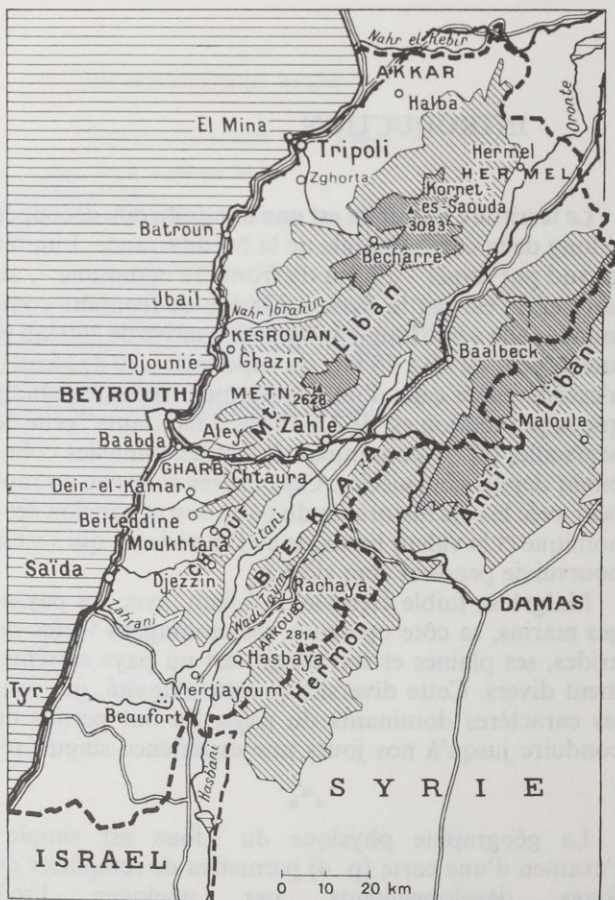 Nahr el-Kebir
AKKAR
Halba
Oronte
El Mina
Tripoli
Zghorta
Hermel
HERMEL
Kornet
es-Saouda
3083
Batroun
Becharré
Jbail
Nahr Ibrahim
KESROUAN
Ghazir
Djounié
Baalbeck
Mt Liban
METN
2628
BEYROUTH
Maloula
Anti-Liban
Baabda
Aley
Zahle
GHARB
Chtaura
Deir-el-Kamar
Beiteddine
CHOUF
Moukhtara
Litani
BEKAA
Saïda
Djezzin
Rachaya
Wadi Taim
DAMAS
Zahrani
ARKOUB
2814
Hasbaya
Hermon
Tyr
Merdjayoum
Beaufort
Hasbani
SYRIE
ISRAEL
0 10 20 km